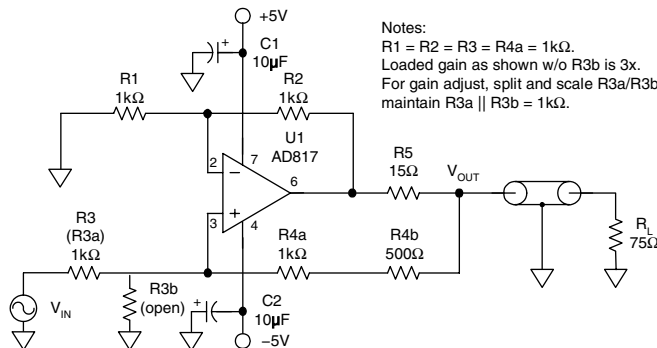 +5V
C1
10µF
Notes:
R1 = R2 = R3 = R4a = 1kΩ.
Loaded gain as shown w/o R3b is 3x.
For gain adjust, split and scale R3a/R3b
maintain R3a || R3b = 1kΩ.
R1
1kΩ
R2
1kΩ
U1
AD817
2
7
−
6
+
3
4
R5
15Ω
VOUT
RL
75Ω
R3
(R3a)
1kΩ
R4a
1kΩ
R4b
500Ω
VIN
R3b
(open)
C2
10µF
+
+
−5V